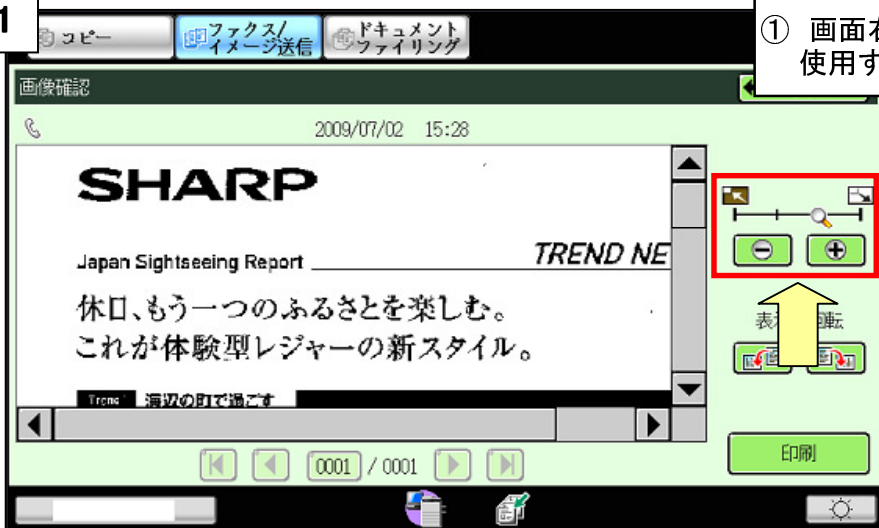 1
コピー
ファクス/
イメージ送信
ドキュメント
ファイリング
① 画面右
使用す
画像確認
2009/07/02 15:28
SHARP
Japan Sightseeing Report
TREND NE
休日、もう一つのふるさとを楽しむ。
これが体験型レジャーの新スタイル。
Trend
海辺の町で過ごす
表示
回転
0001 / 0001
印刷